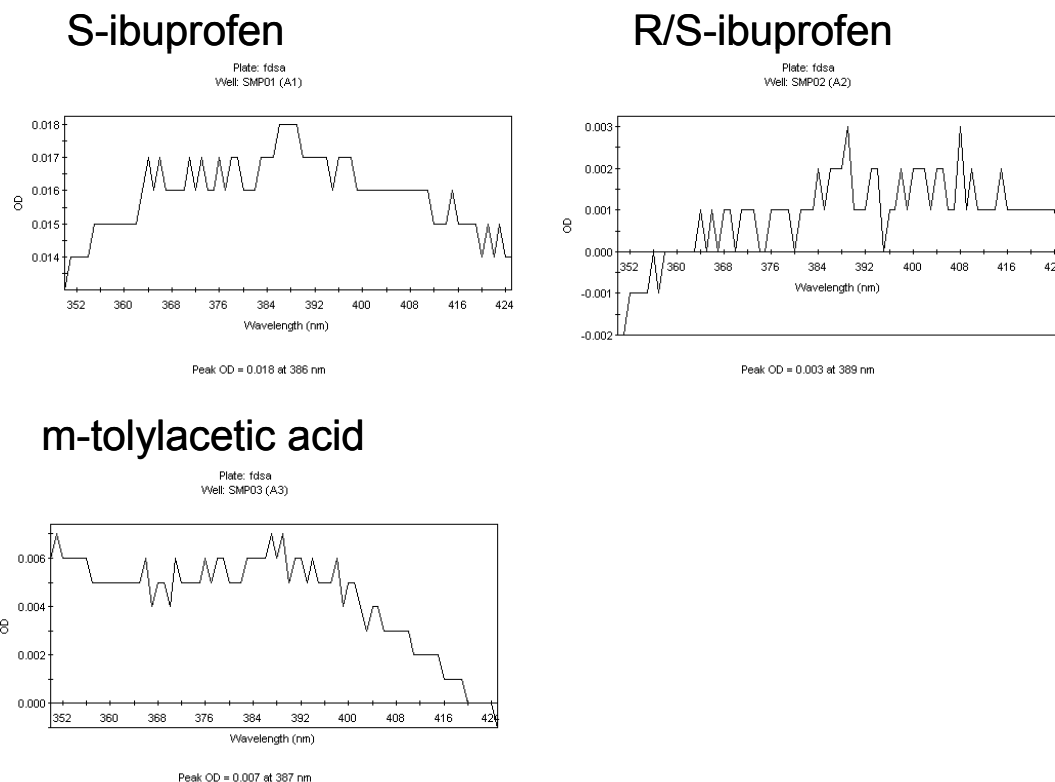 S-ibuprofen
Plate: fdsa
Well: SMP01 (A1)
0.018
0.017
0.016
0.015
0.014
OD
352 360 368 376 384 392 400 408 416 424
Wavelength (nm)
Peak OD = 0.018 at 386 nm
R/S-ibuprofen
Plate: fdsa
Well: SMP02 (A2)
0.003
0.002
0.001
0.000
-0.001
-0.002
OD
352 360 368 376 384 392 400 408 416
Wavelength (nm)
Peak OD = 0.003 at 389 nm
m-tolylacetic acid
Plate: fdsa
Well: SMP03 (A3)
0.006
0.004
0.002
0.000
OD
352 360 368 376 384 392 400 408 416 424
Wavelength (nm)
Peak OD = 0.007 at 387 nm